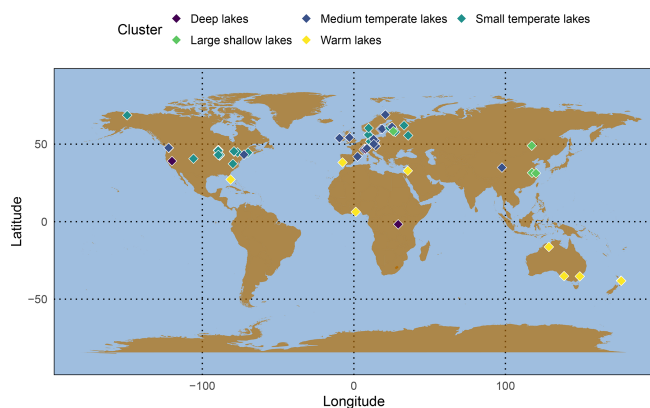 Cluster
Deep lakes
Medium temperate lakes
Small temperate lakes
Large shallow lakes
Warm lakes
Latitude
50
0
−50
−100
0
100
Longitude